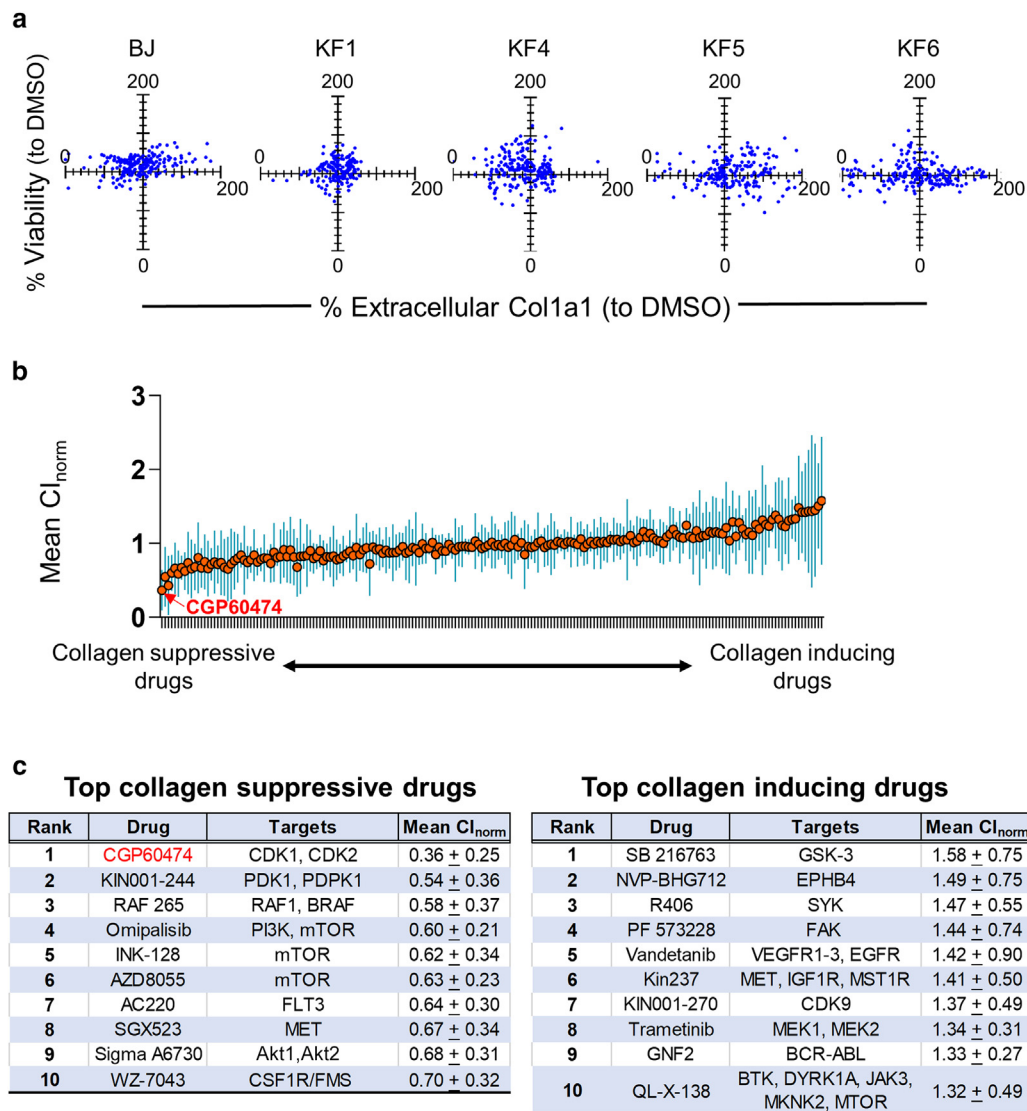 a
BJ KF1 KF4 KF5 KF6
200 200 200 200 200
% Viability (to DMSO)
0 0 0 0 0
200 200 200 200 200
0 0 0 0 0
% Extracellular Col1a1 (to DMSO)
b
3
2
1
0
Mean CInorm
CGP60474
Collagen suppressive drugs
Collagen inducing drugs
c
Top collagen suppressive drugs
Rank Drug Targets Mean CInorm
1 CGP60474 CDK1, CDK2 0.36 ± 0.25
2 KIN001-244 PDK1, PDPK1 0.54 ± 0.36
3 RAF 265 RAF1, BRAF 0.58 ± 0.37
4 Omipalisib PI3K, mTOR 0.60 ± 0.21
5 INK-128 mTOR 0.62 ± 0.34
6 AZD8055 mTOR 0.63 ± 0.23
7 AC220 FLT3 0.64 ± 0.30
8 SGX523 MET 0.67 ± 0.34
9 Sigma A6730 Akt1,Akt2 0.68 ± 0.31
10 WZ-7043 CSF1R/FMS 0.70 ± 0.32
Top collagen inducing drugs
Rank Drug Targets Mean CInorm
1 SB 216763 GSK-3 1.58 ± 0.75
2 NVP-BHG712 EPHB4 1.49 ± 0.75
3 R406 SYK 1.47 ± 0.55
4 PF 573228 FAK 1.44 ± 0.74
5 Vandetanib VEGFR1-3, EGFR 1.42 ± 0.90
6 Kin237 MET, IGF1R, MST1R 1.41 ± 0.50
7 KIN001-270 CDK9 1.37 ± 0.49
8 Trametinib MEK1, MEK2 1.34 ± 0.31
9 GNF2 BCR-ABL 1.33 ± 0.27
10 QL-X-138 BTK, DYRK1A, JAK3, MKNK2, MTOR 1.32 ± 0.49